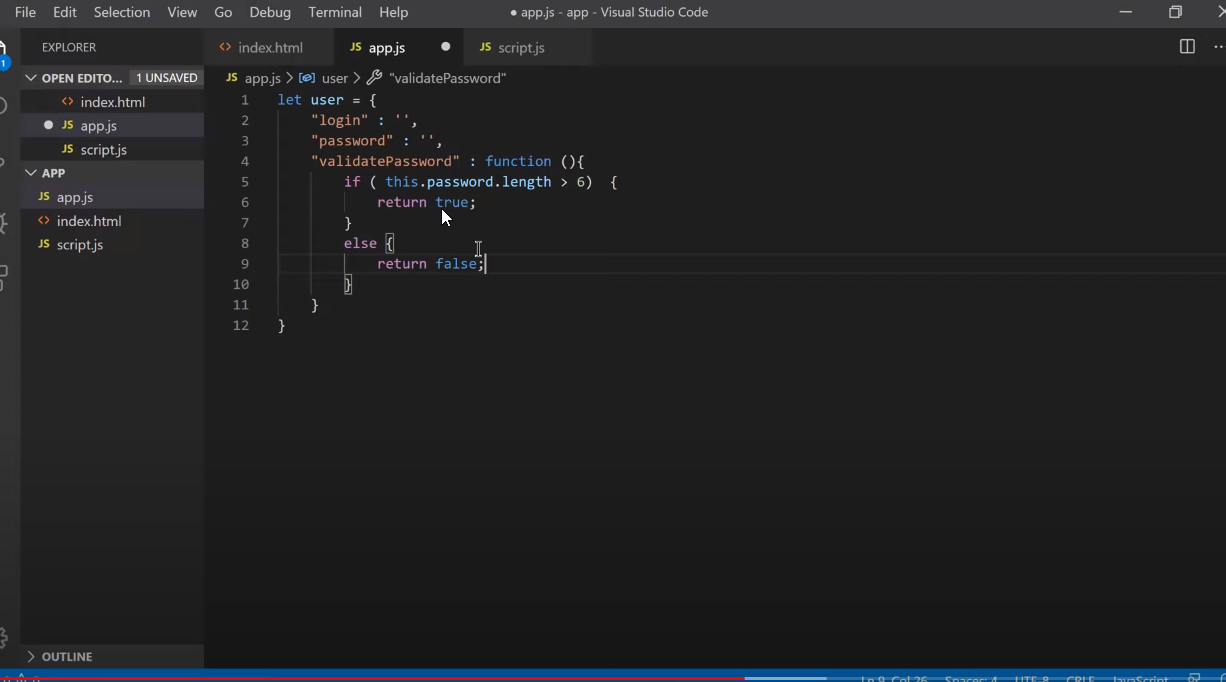 File Edit Selection View Go Debug Terminal Help ● app.js - app - Visual Studio Code
EXPLORER
index.html JS app.js JS script.js
OPEN EDITO... 1 UNSAVED
index.html
JS app.js
JS script.js
APP
JS app.js
index.html
JS script.js
OUTLINE
1
JS app.js > user > "validatePassword"
1 let user = {
2 "login" : '',
3 "password" : '',
4 "validatePassword" : function (){
5 if ( this.password.length > 6)  {
6 return true;
7 }
8 else {
9 return false;
10 }
11 }
12 }
Ln 9, Col 26 Spaces: 4 UTF-8 CRLF JavaScript